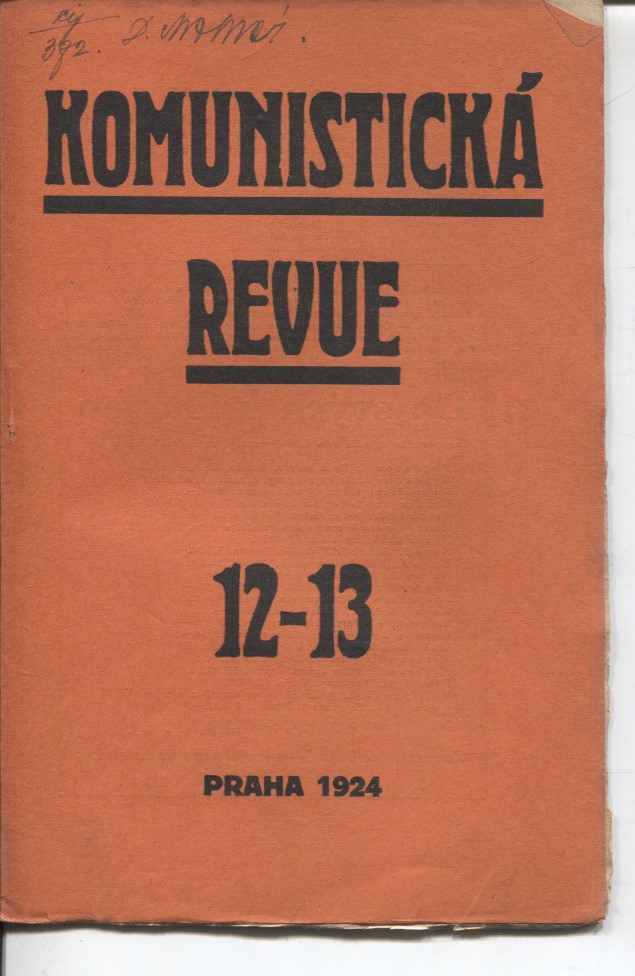 KOMUNISTICKÁ
REVUE
12-13
PRAHA 1924